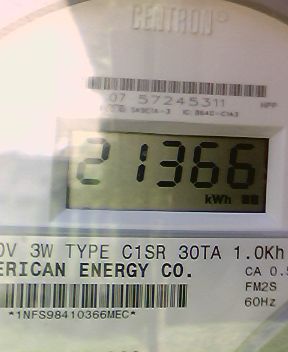 CENTRON
07 57245311 HPP
21366
kWh
0V 3W TYPE C1SR 30TA 1.0Kh
ERICAN ENERGY CO. CA 0.5
FM2S
60Hz
*1NFS98410366MEC*